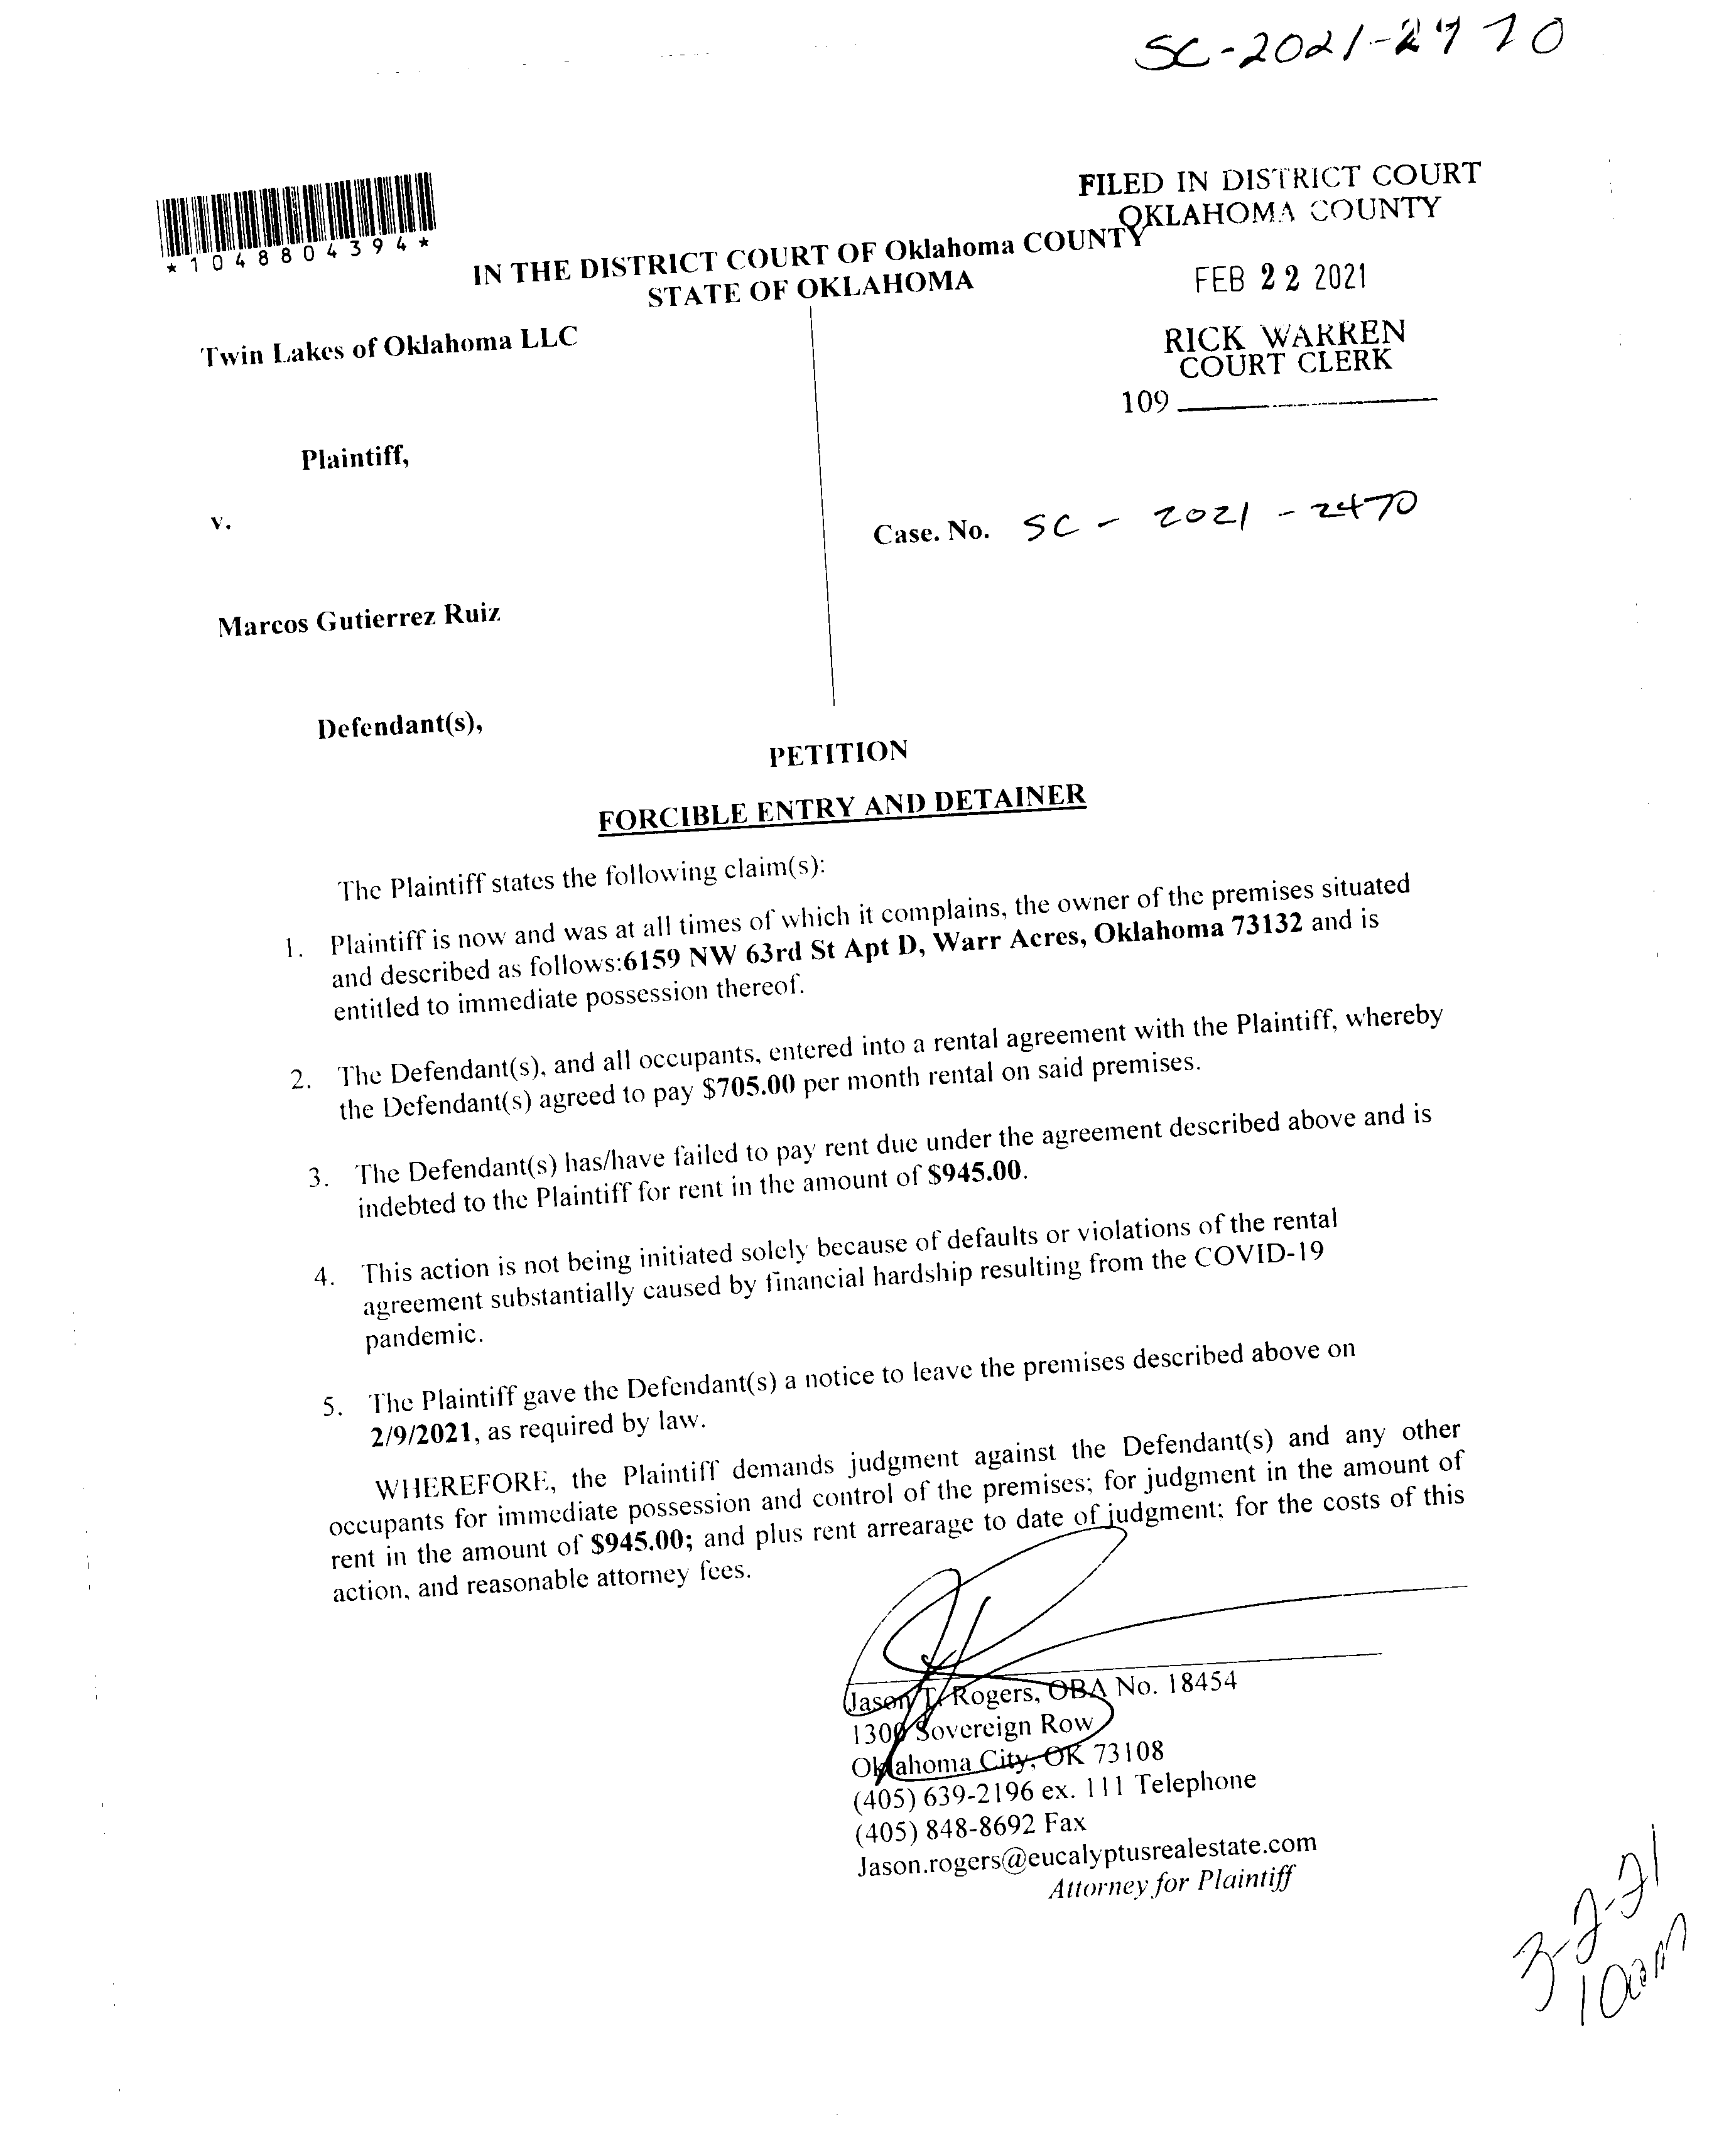 SC-2021-2470
FILED IN DISTRICT COURT
OKLAHOMA COUNTY
*1048804394*
IN THE DISTRICT COURT OF Oklahoma COUNTY
STATE OF OKLAHOMA
FEB 22 2021
Twin Lakes of Oklahoma LLC
RICK WARREN
COURT CLERK
109
Plaintiff,
v.
Case. No. SC - 2021 - 2470
Marcos Gutierrez Ruiz
Defendant(s),
PETITION
FORCIBLE ENTRY AND DETAINER
The Plaintiff states the following claim(s):
1. Plaintiff is now and was at all times of which it complains, the owner of the premises situated
and described as follows:6159 NW 63rd St Apt D, Warr Acres, Oklahoma 73132 and is
entitled to immediate possession thereof.
2. The Defendant(s), and all occupants, entered into a rental agreement with the Plaintiff, whereby
the Defendant(s) agreed to pay $705.00 per month rental on said premises.
3. The Defendant(s) has/have failed to pay rent due under the agreement described above and is
indebted to the Plaintiff for rent in the amount of $945.00.
4. This action is not being initiated solely because of defaults or violations of the rental
agreement substantially caused by financial hardship resulting from the COVID-19
pandemic.
5. The Plaintiff gave the Defendant(s) a notice to leave the premises described above on
2/9/2021, as required by law.
WHEREFORE, the Plaintiff demands judgment against the Defendant(s) and any other
occupants for immediate possession and control of the premises; for judgment in the amount of
rent in the amount of $945.00; and plus rent arrearage to date of judgment; for the costs of this
action, and reasonable attorney fees.
Jason T. Rogers, OBA No. 18454
1300 Sovereign Row
Oklahoma City, OK 73108
(405) 639-2196 ex. 111 Telephone
(405) 848-8692 Fax
Jason.rogers@eucalyptusrealestate.com
Attorney for Plaintiff
3-2-21
10am